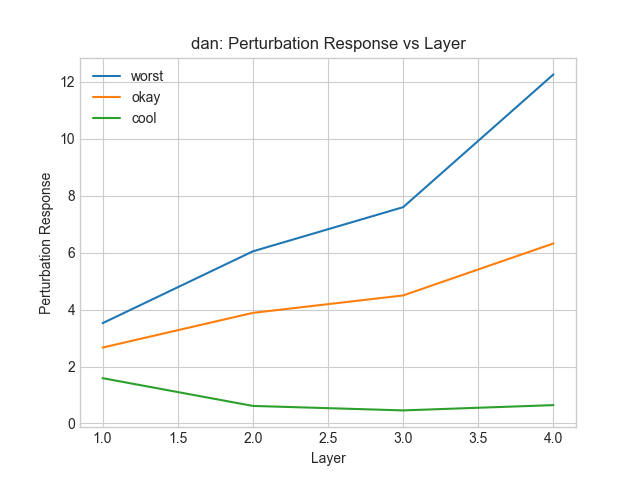 dan: Perturbation Response vs Layer
worst
okay
cool
12
10
8
6
4
2
0
Perturbation Response
1.0 1.5 2.0 2.5 3.0 3.5 4.0
Layer